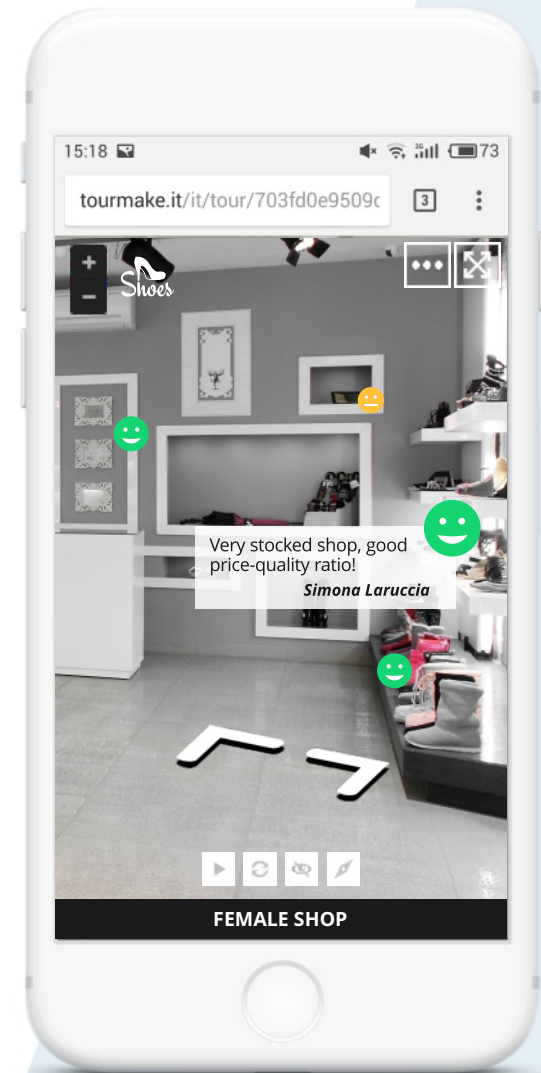 15:18
3G
73
tourmake.it/it/tour/703fd0e9509c
3
+
−
Shoes
Very stocked shop, good
price-quality ratio!
Simona Laruccia
FEMALE SHOP